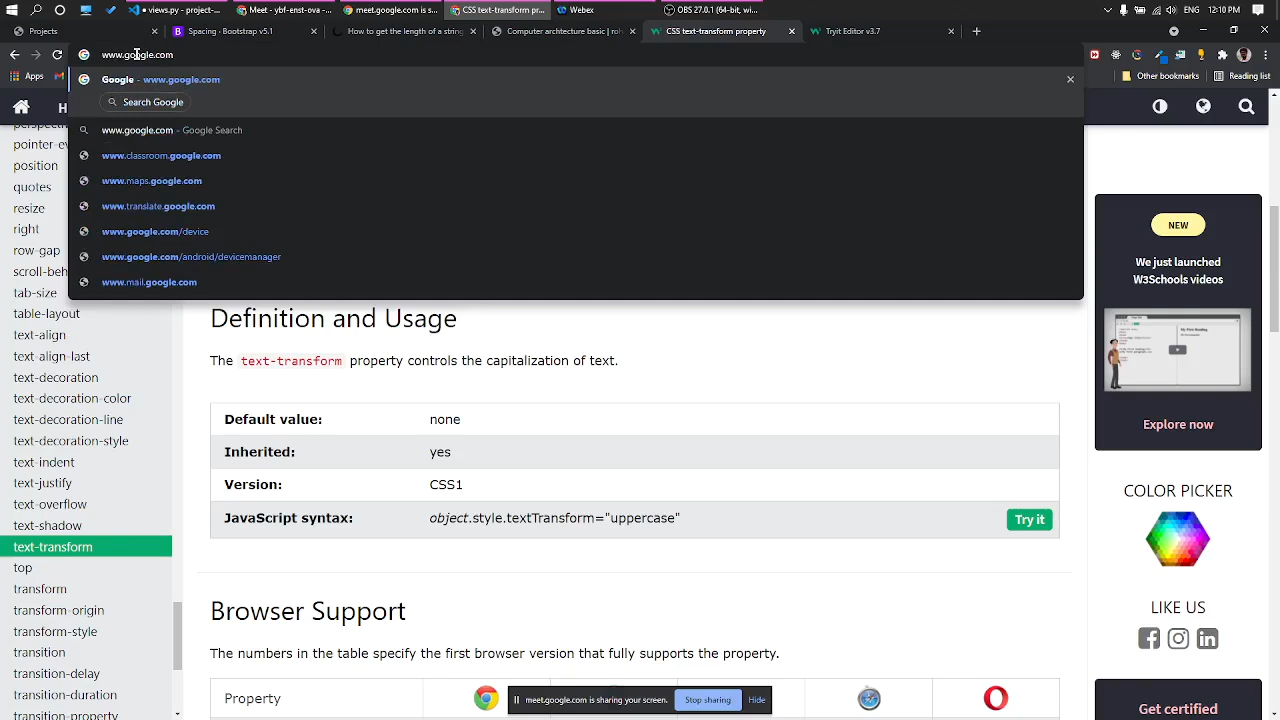 views.py - project-...
Meet - ybf-enst-ova - ...
meet.google.com is s...
CSS text-transform pr...
Webex
OBS 27.0.1 (64-bit, wi...
12:10 PM
Projects
Spacing - Bootstrap v5.1
How to get the length of a string
Computer archtecture basic | role
CSS text-transform property
Tryit Editor v3.7
www.google.com
Apps
Other bookmarks
Reading list
Google - www.google.com
Search Google
www.google.com - Google Search
www.classroom.google.com
www.maps.google.com
www.translate.google.com
www.google.com/device
www.google.com/android/devicemanager
www.mail.google.com
H
pointer-ev
position
quotes
resize
right
row-gap
scroll-beh
tab-size
table-layout
text-align
text-align-last
text-decoration
text-decoration-color
text-decoration-line
text-decoration-style
text-indent
text-justify
text-overflow
text-shadow
text-transform
top
transform
transform-origin
transform-style
transition
transition-delay
transition-duration
transition-property
Definition and Usage
The text-transform property controls the capitalization of text.
Default value: none
Inherited: yes
Version: CSS1
JavaScript syntax: object.style.textTransform="uppercase"
Try it
Browser Support
The numbers in the table specify the first browser version that fully supports the property.
Property
meet.google.com is sharing your screen.
Stop sharing
Hide
NEW
We just launched
W3Schools videos
Explore now
COLOR PICKER
LIKE US
Get certified